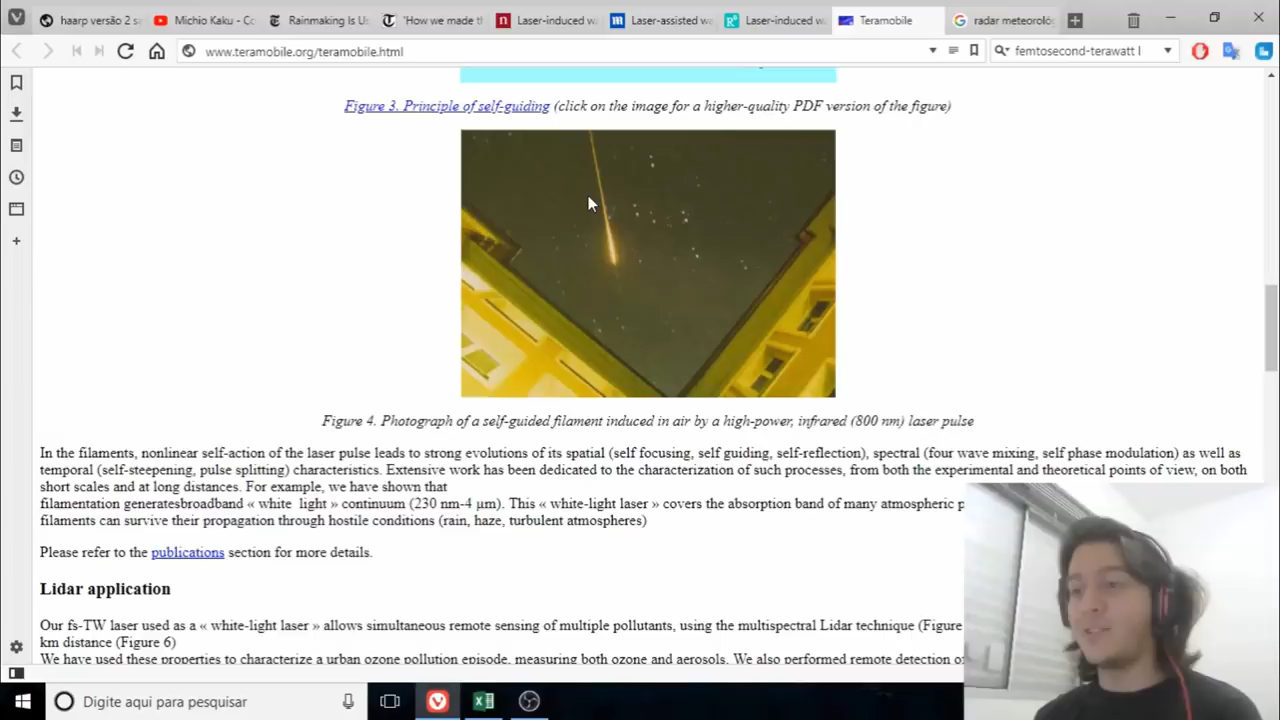 haarp versão 2 s
Michio Kaku - C
Rainmaking Is U
"How we made t
Laser-induced w
Laser-assisted w
Laser-induced w
Teramobile
radar meteoroló
www.teramobile.org/teramobile.html
femtosecond-terawatt l
Figure 3. Principle of self-guiding (click on the image for a higher-quality PDF version of the figure)
Figure 4. Photograph of a self-guided filament induced in air by a high-power, infrared (800 nm) laser pulse
In the filaments, nonlinear self-action of the laser pulse leads to strong evolutions of its spatial (self focusing, self guiding, self-reflection), spectral (four wave mixing, self phase modulation) as well as
temporal (self-steepening, pulse splitting) characteristics. Extensive work has been dedicated to the characterization of such processes, from both the experimental and theoretical points of view, on both
short scales and at long distances. For example, we have shown that
filamentation generatesbroadband « white light » continuum (230 nm-4 µm). This « white-light laser » covers the absorption band of many atmospheric p
filaments can survive their propagation through hostile conditions (rain, haze, turbulent atmospheres)
Please refer to the publications section for more details.
Lidar application
Our fs-TW laser used as a « white-light laser » allows simultaneous remote sensing of multiple pollutants, using the multispectral Lidar technique (Figure
km distance (Figure 6)
We have used these properties to characterize a urban ozone pollution episode, measuring both ozone and aerosols. We also performed remote detection o
Digite aqui para pesquisar